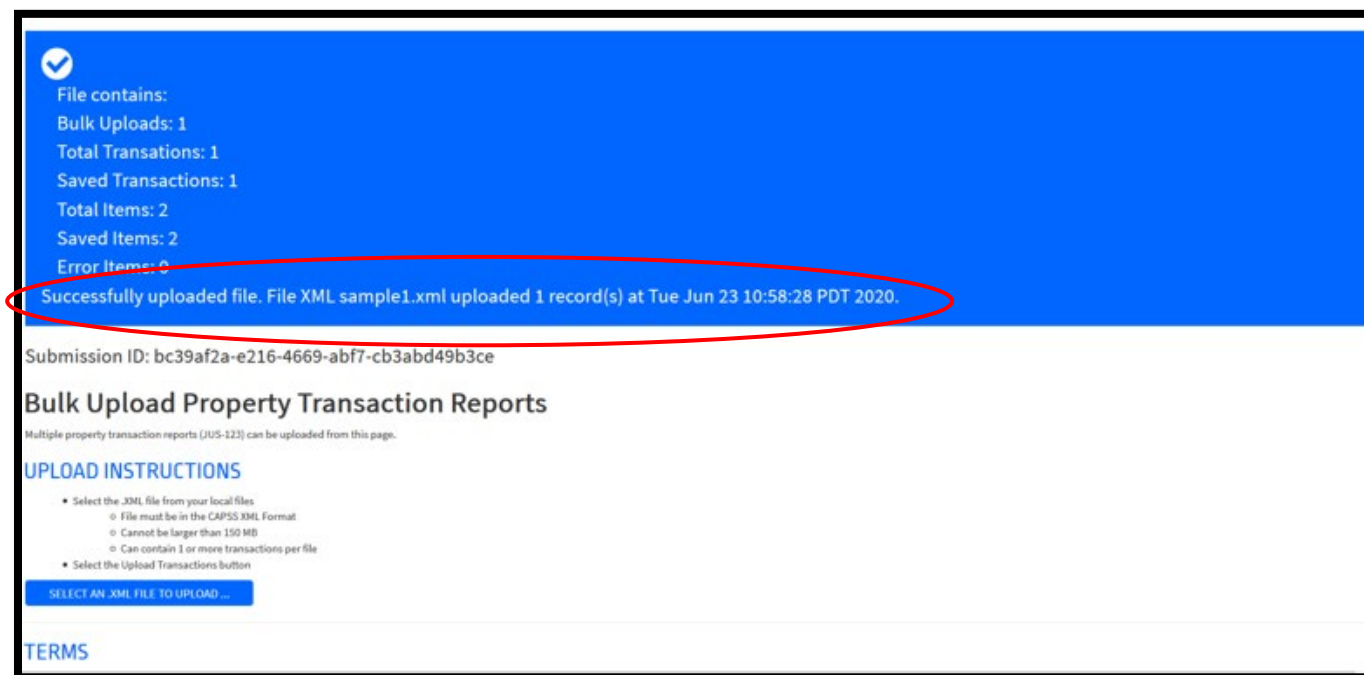 File contains:
Bulk Uploads: 1
Total Transations: 1
Saved Transactions: 1
Total Items: 2
Saved Items: 2
Error Items: 0
Successfully uploaded file. File XML sample1.xml uploaded 1 record(s) at Tue Jun 23 10:58:28 PDT 2020.
Submission ID: bc39af2a-e216-4669-abf7-cb3abd49b3ce
Bulk Upload Property Transaction Reports
Multiple property transaction reports (JUS-123) can be uploaded from this page.
UPLOAD INSTRUCTIONS
Select the .XML file from your local files
File must be in the CAPSS XML Format
Cannot be larger than 150 MB
Can contain 1 or more transactions per file
Select the Upload Transactions button
SELECT AN .XML FILE TO UPLOAD ...
TERMS